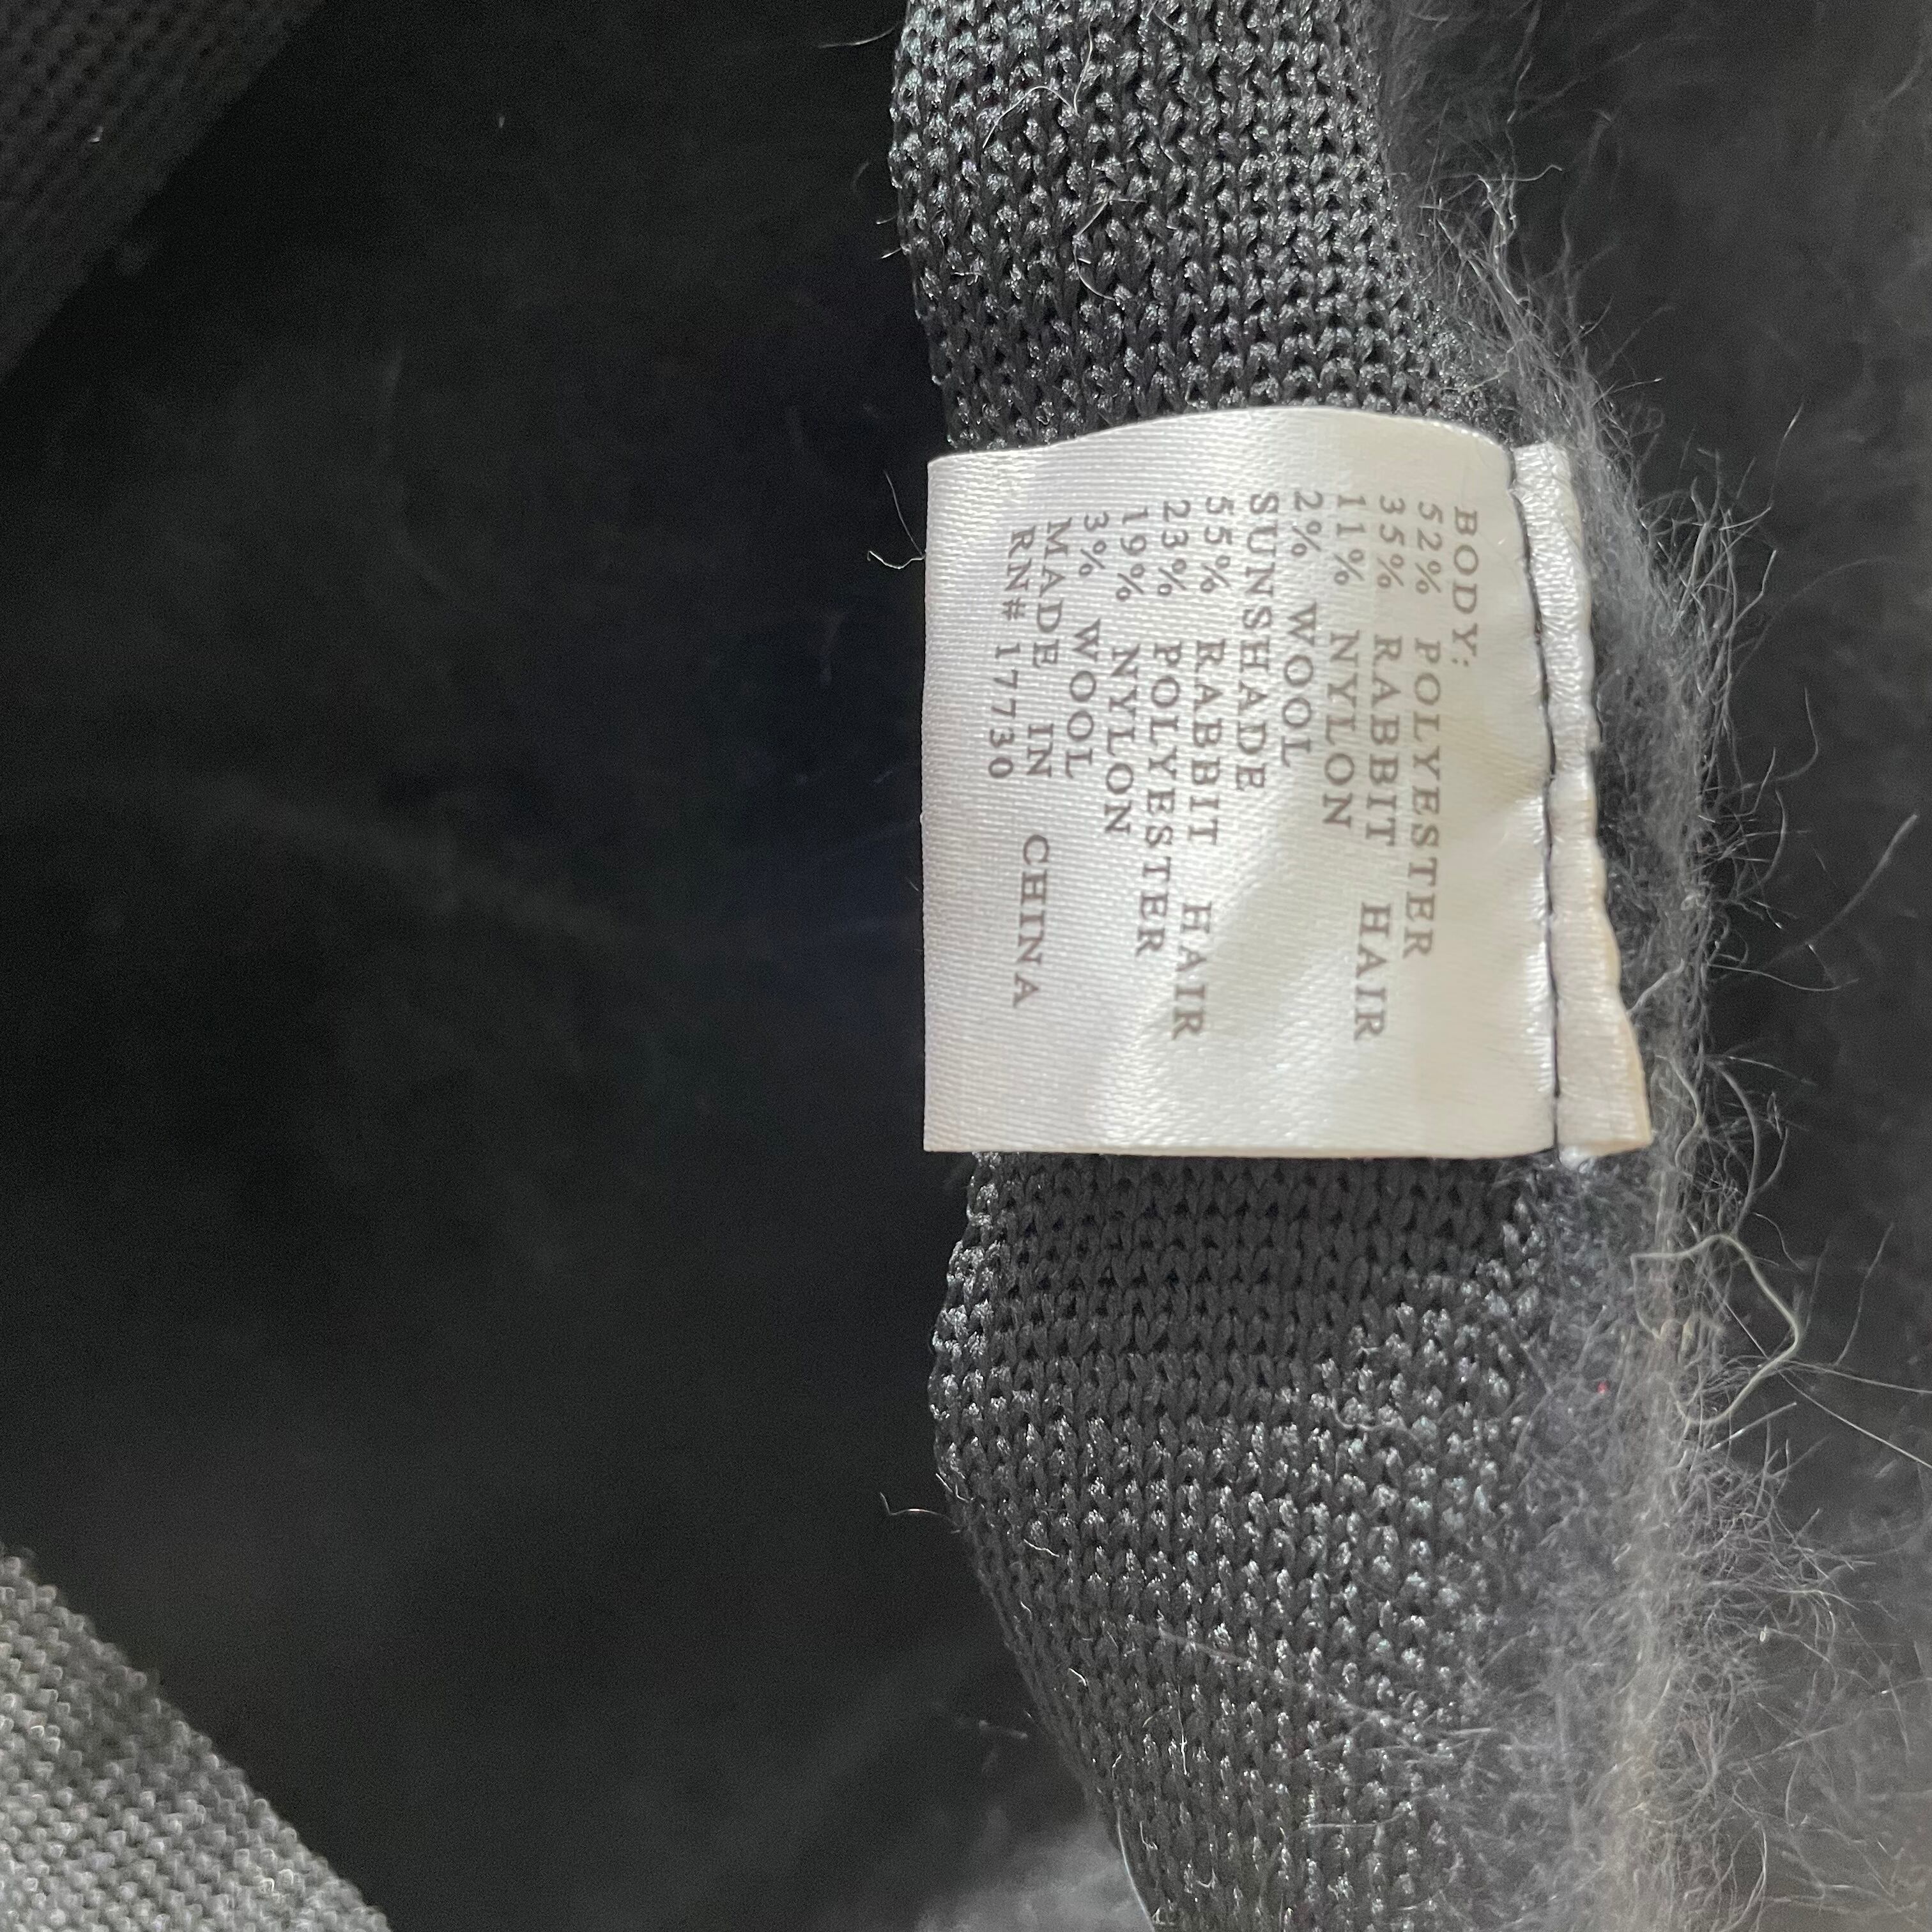 BODY:
52% POLYESTER
35% RABBIT HAIR
11% NYLON
2% WOOL
SUNSHADE
55% RABBIT HAIR
23% POLYESTER
19% NYLON
3% WOOL
MADE IN CHINA
RN# 17730